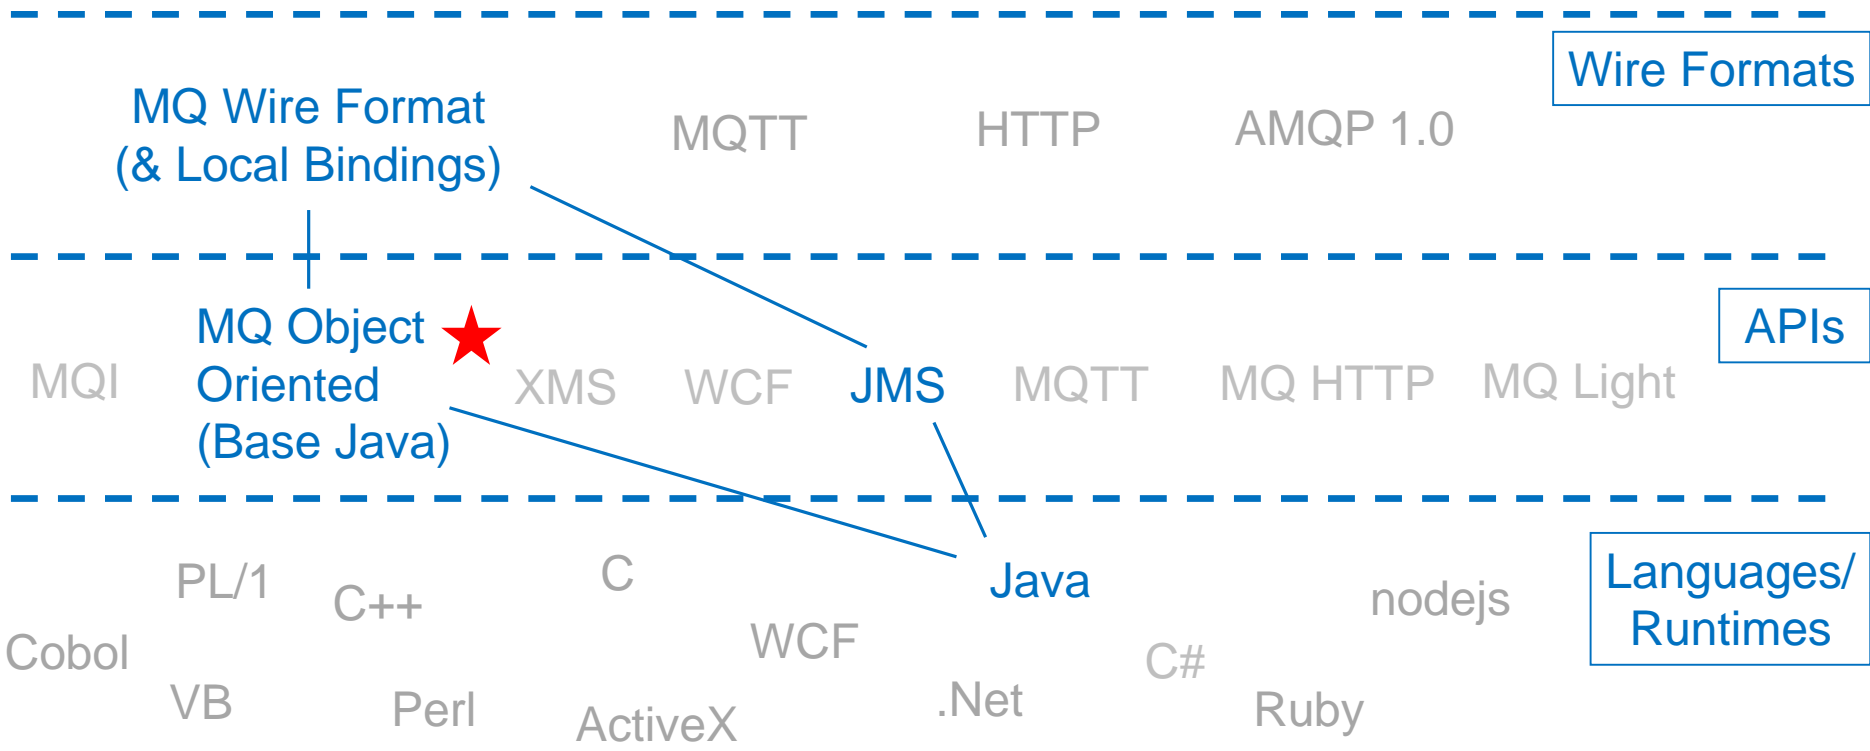 Wire Formats
MQ Wire Format
(& Local Bindings)
MQTT
HTTP
AMQP 1.0
APIs
MQI
MQ Object
Oriented
(Base Java)
XMS
WCF
JMS
MQTT
MQ HTTP
MQ Light
Languages/
Runtimes
PL/1
C++
C
Java
nodejs
Cobol
WCF
C#
VB
Perl
ActiveX
.Net
Ruby